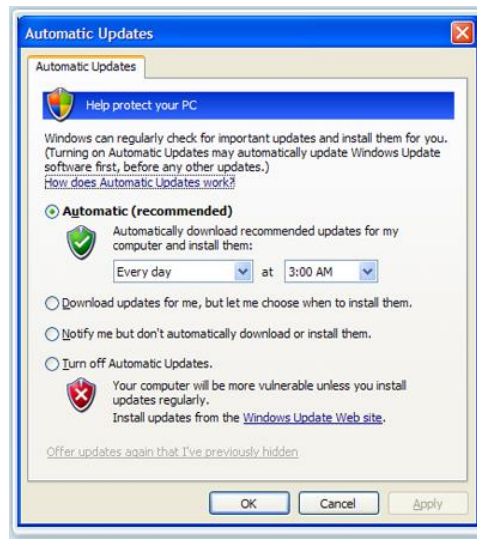 Automatic Updates
Automatic Updates
Help protect your PC
Windows can regularly check for important updates and install them for you.
(Turning on Automatic Updates may automatically update Windows Update
software first, before any other updates.)
How does Automatic Updates work?
Automatic (recommended)
Automatically download recommended updates for my
computer and install them:
Every day at 3:00 AM
Download updates for me, but let me choose when to install them.
Notify me but don't automatically download or install them.
Turn off Automatic Updates.
Your computer will be more vulnerable unless you install
updates regularly.
Install updates from the Windows Update Web site.
Offer updates again that I've previously hidden
OK Cancel Apply